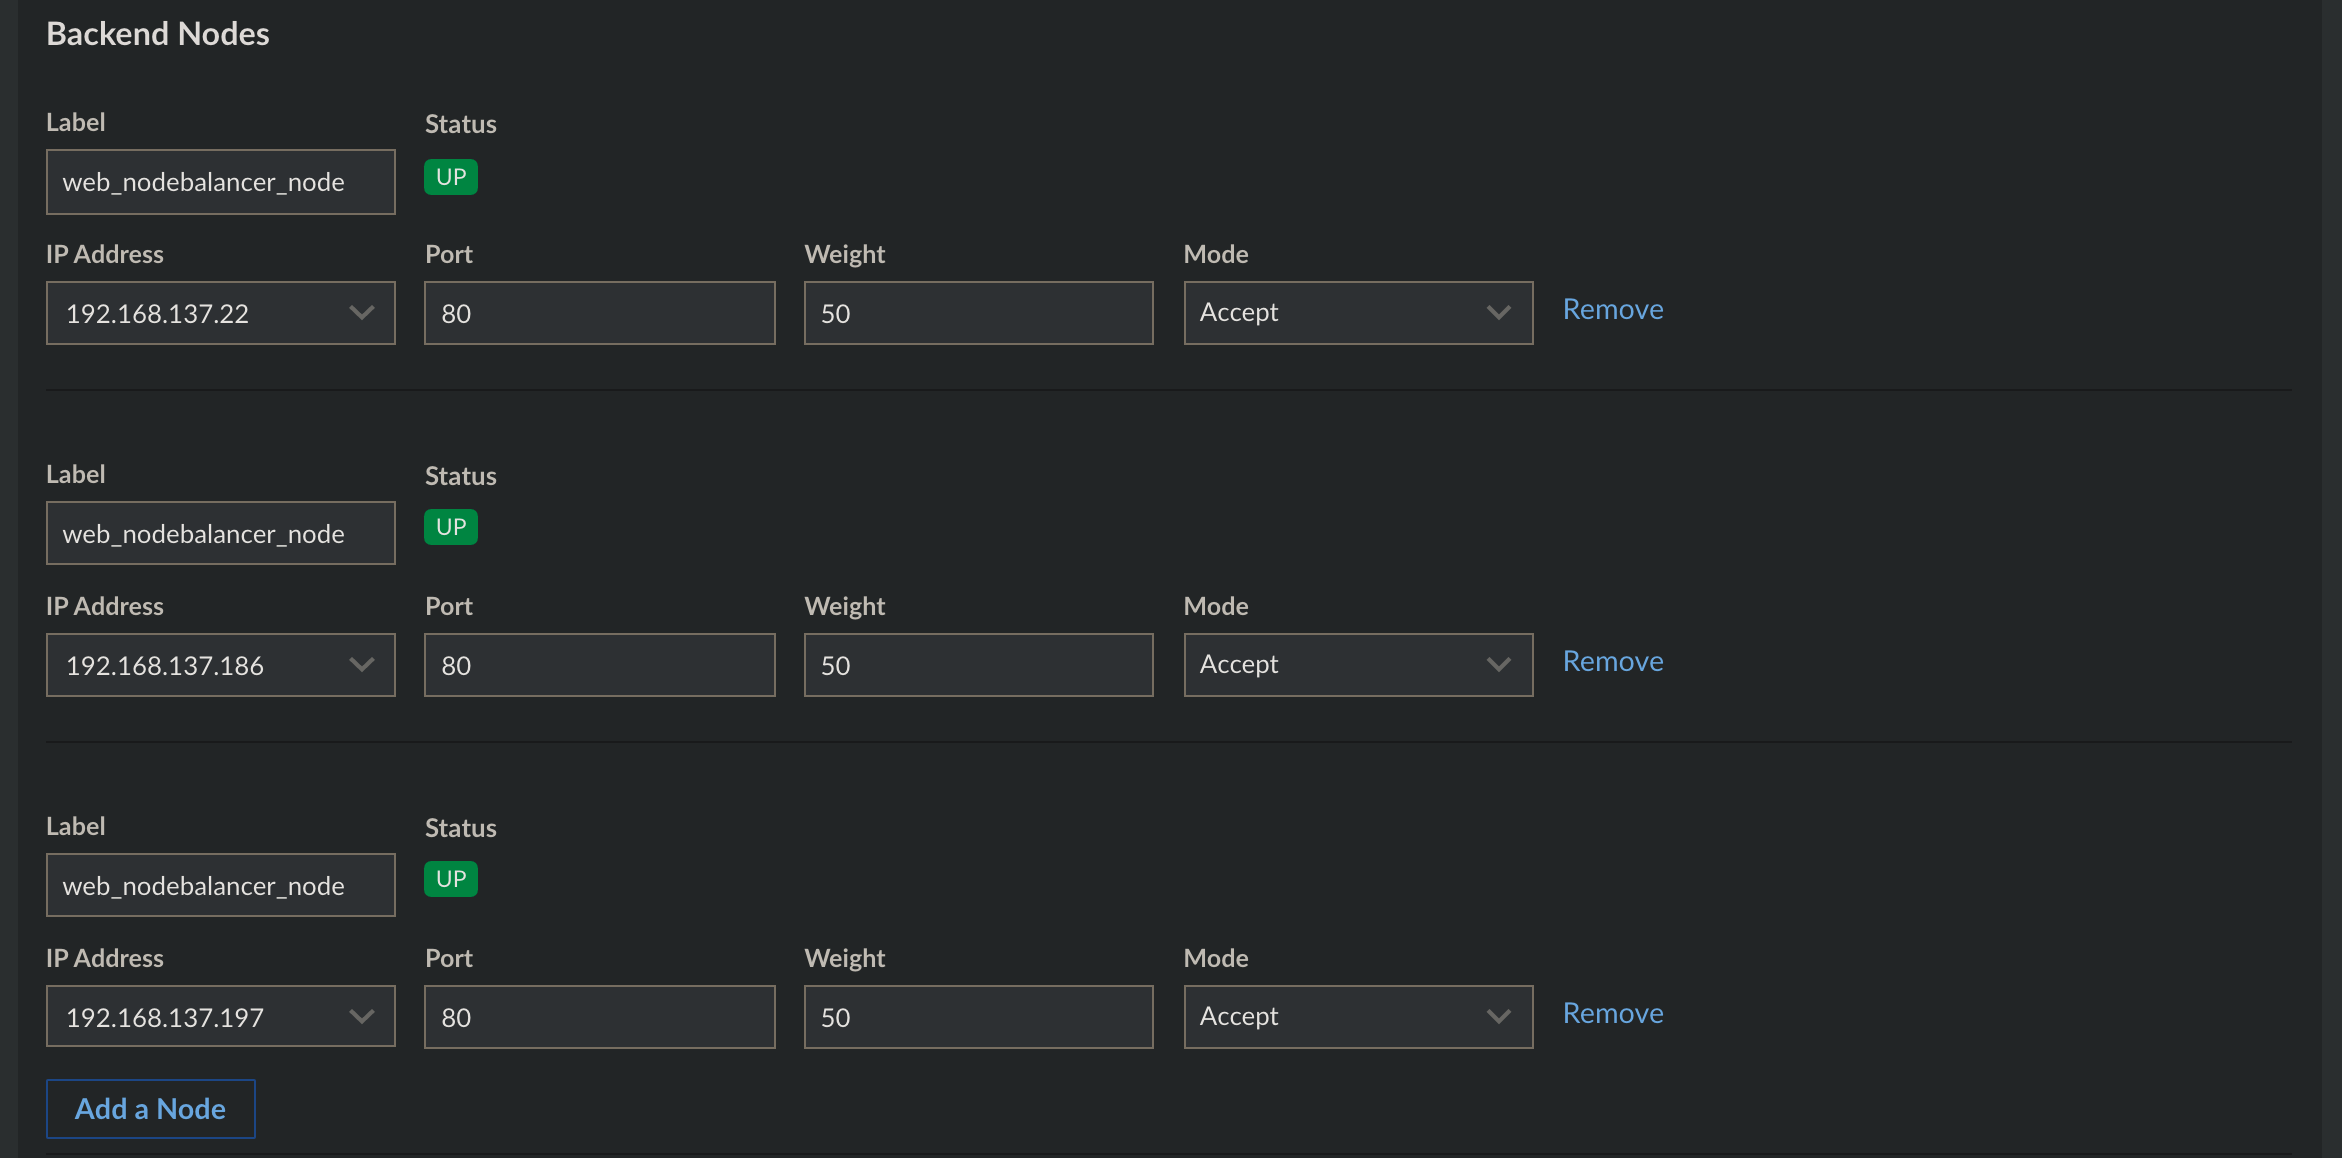 Backend Nodes
Label Status
web_nodebalancer_node UP
IP Address Port Weight Mode
192.168.137.22 80 50 Accept Remove
Label Status
web_nodebalancer_node UP
IP Address Port Weight Mode
192.168.137.186 80 50 Accept Remove
Label Status
web_nodebalancer_node UP
IP Address Port Weight Mode
192.168.137.197 80 50 Accept Remove
Add a Node